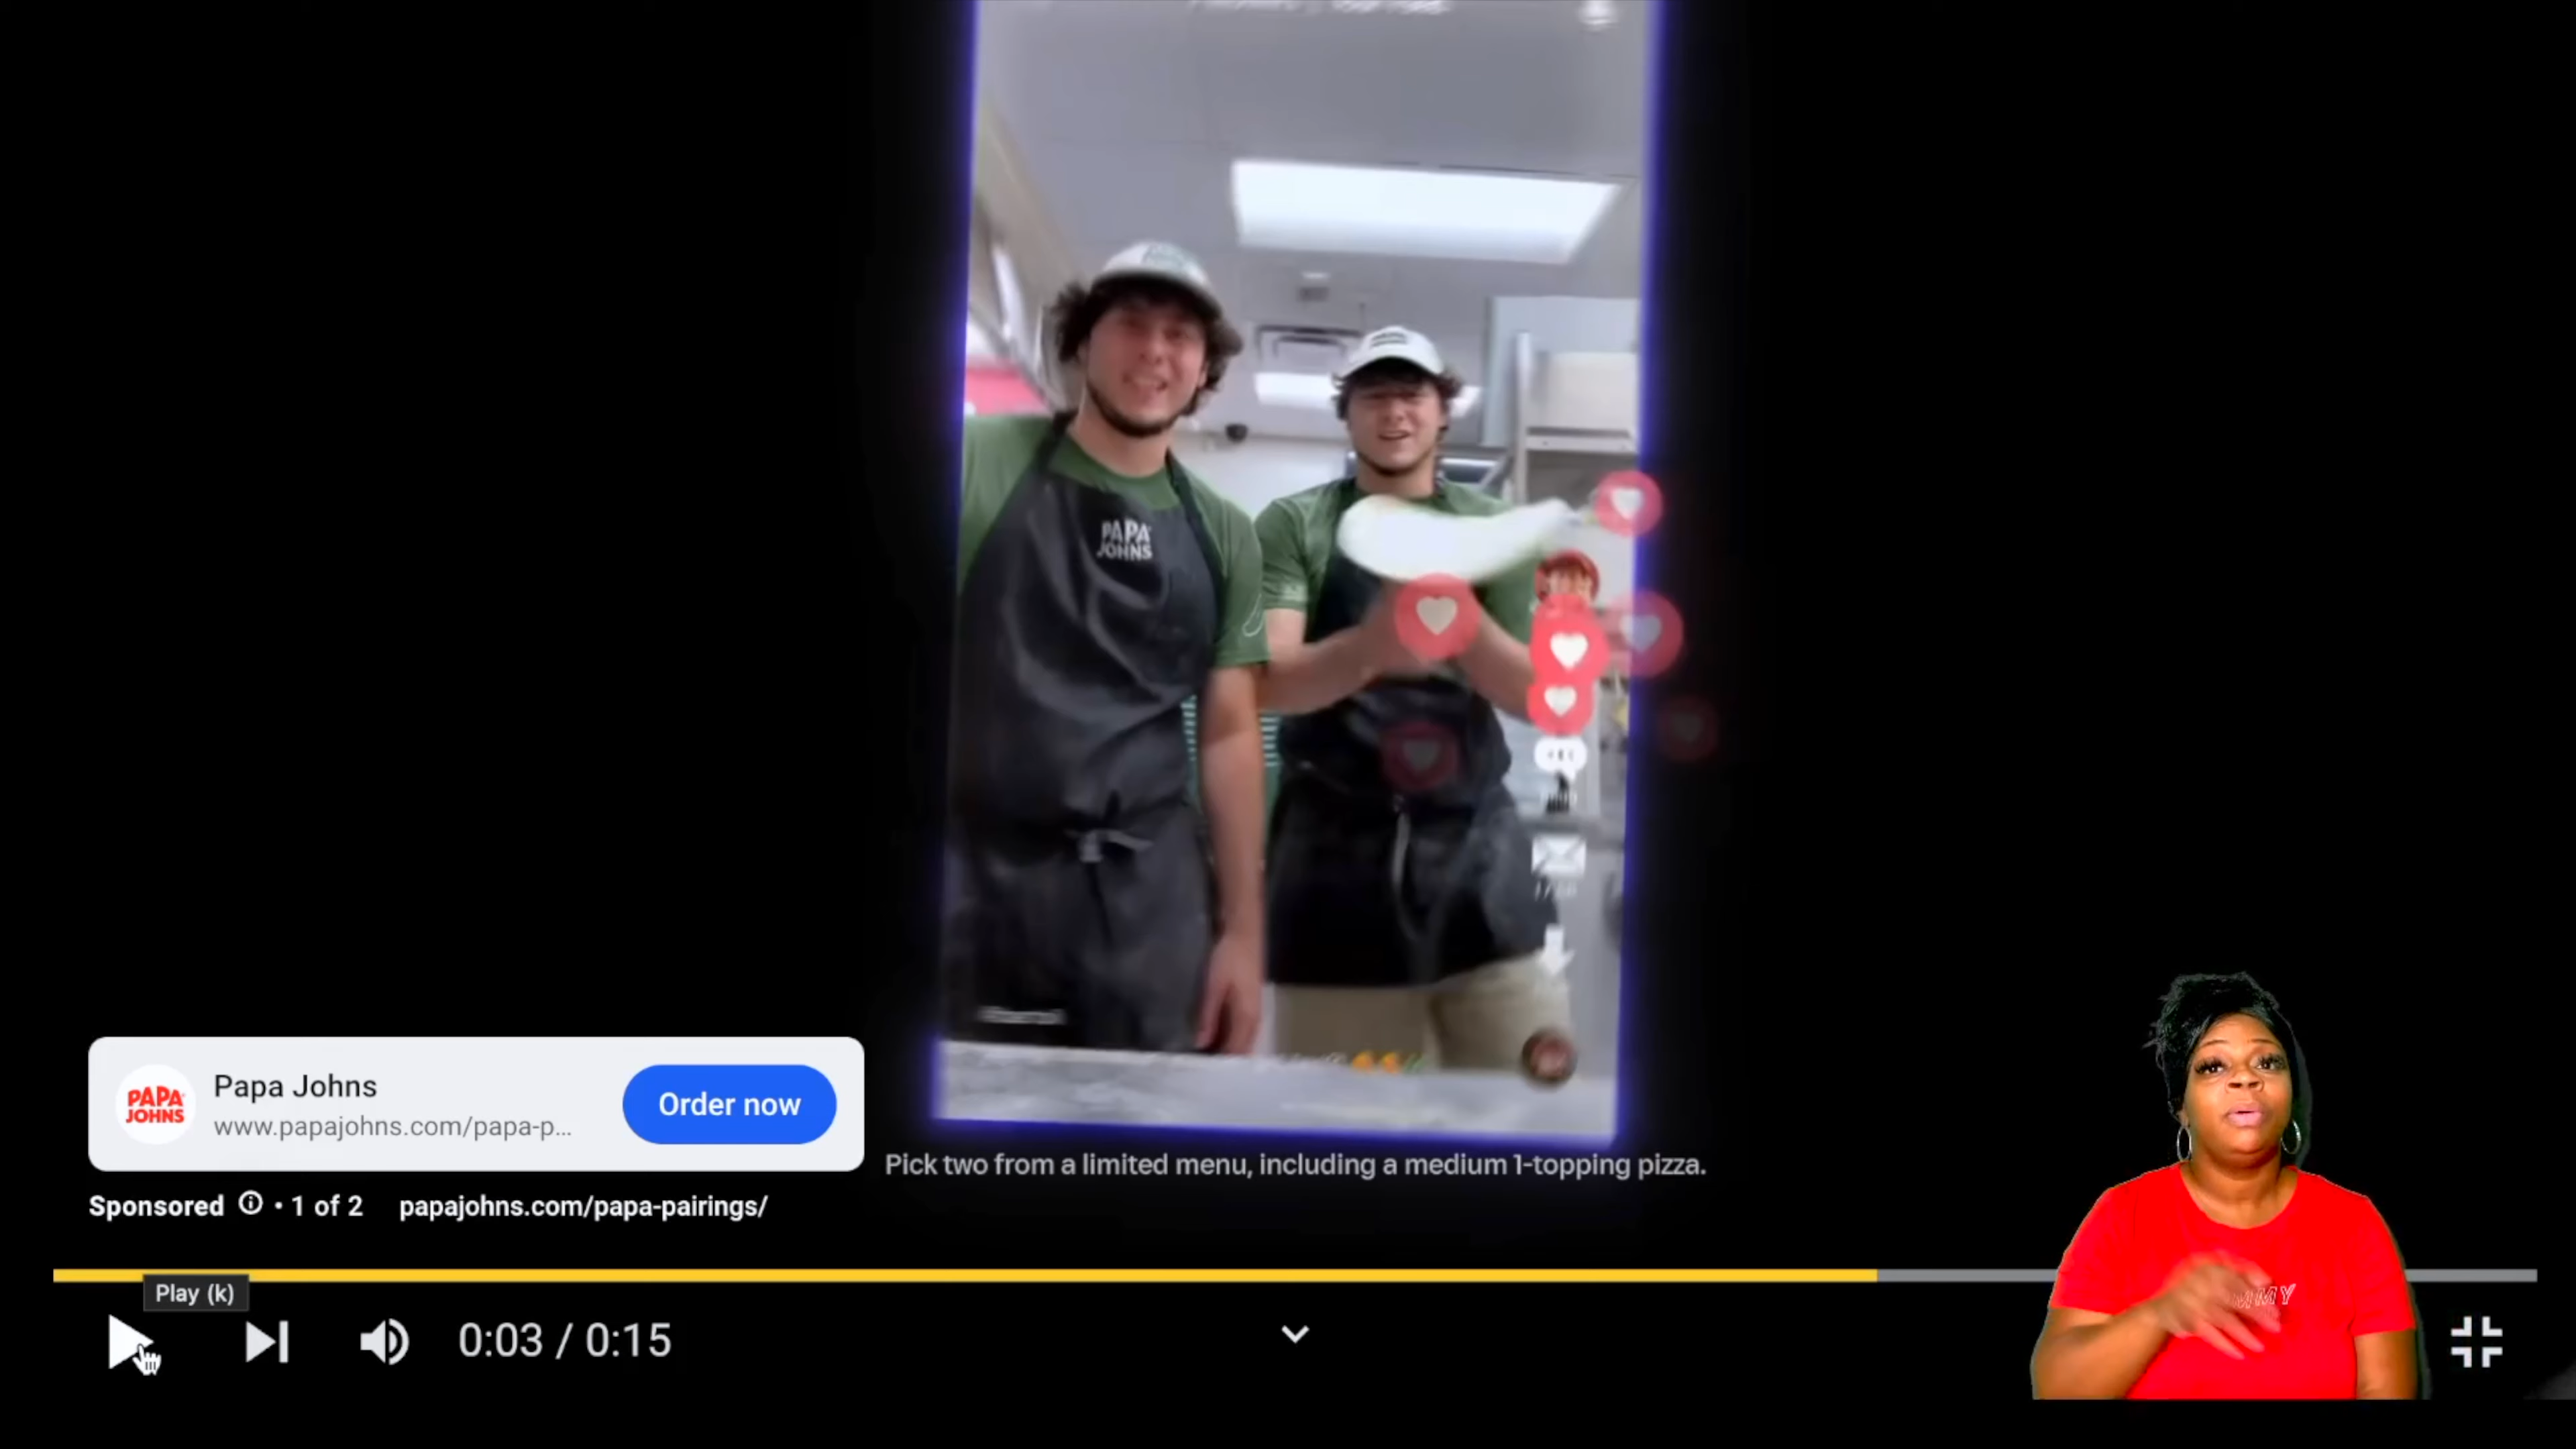 PAPA
JOHNS
PAPA
JOHNS
Papa Johns
www.papajohns.com/papa-p...
Order now
Pick two from a limited menu, including a medium 1-topping pizza.
Sponsored • 1 of 2 papajohns.com/papa-pairings/
Play (k)
0:03 / 0:15